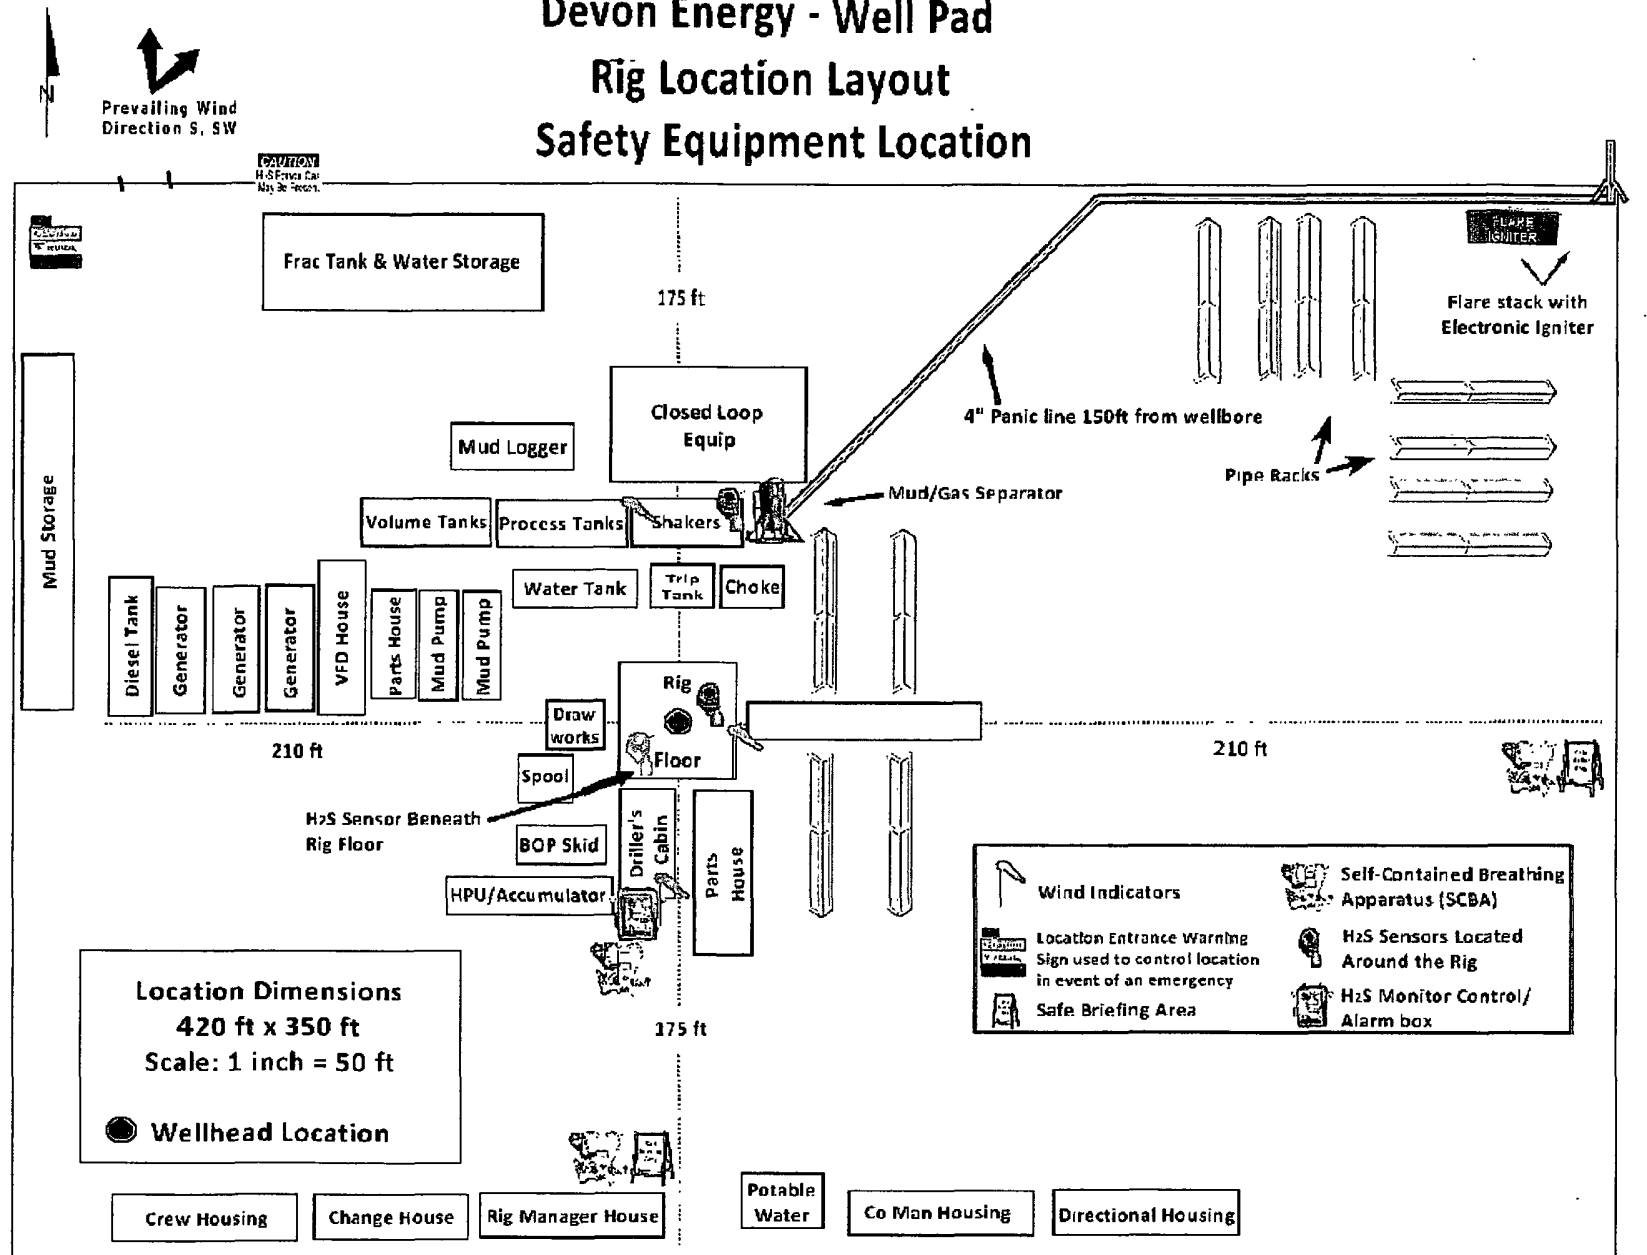 Devon Energy - Well Pad
Rig Location Layout
Safety Equipment Location
N
Prevailing Wind
Direction S, SW
CAUTION
May Be
Frac Tank & Water Storage
175 ft
FLARE
IGNITER
Flare stack with
Electronic Igniter
4" Panic line 150ft from wellbore
Closed Loop
Equip
Mud Logger
Pipe Racks
Mud/Gas Separator
Mud Storage
Volume Tanks
Process Tanks
Shakers
Water Tank
Trip
Tank
Choke
Diesel Tank
Generator
Generator
Generator
VFD House
Parts House
Mud Pump
Mud Pump
Rig
Floor
Draw
works
210 ft
210 ft
Spool
H2S Sensor Beneath
Rig Floor
BOP Skid
Driller's
Cabin
Parts
House
HPU/Accumulator
Wind Indicators
Location Entrance Warning
Sign used to control location
in event of an emergency
Safe Briefing Area
Self-Contained Breathing
Apparatus (SCBA)
H2S Sensors Located
Around the Rig
H2S Monitor Control/
Alarm box
Location Dimensions
420 ft x 350 ft
Scale: 1 inch = 50 ft
Wellhead Location
175 ft
Crew Housing
Change House
Rig Manager House
Potable
Water
Co Man Housing
Directional Housing